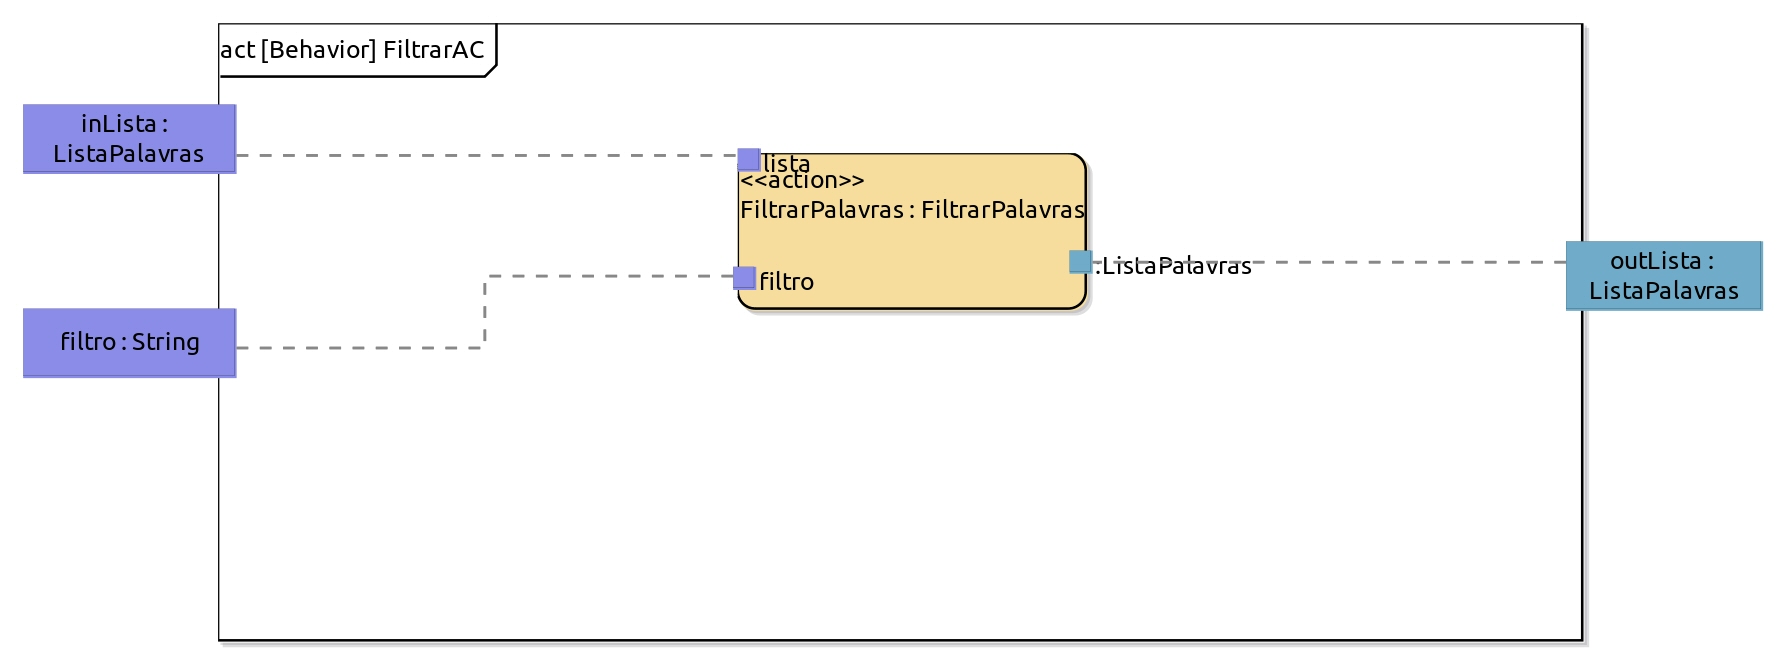 act [Behavior] FiltrarAC
inLista :
ListaPalavras
lista
<<action>>
FiltrarPalavras : FiltrarPalavras
filtro
:ListaPalavras
outLista :
ListaPalavras
filtro : String